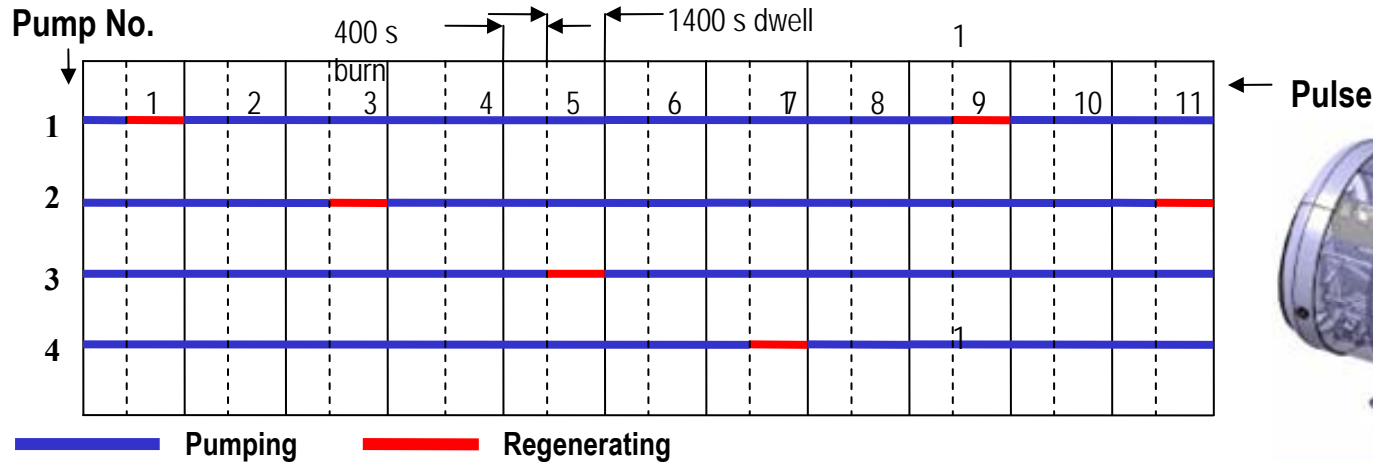 Pump No.
400 s
burn
1400 s dwell
1
1 2 3 4 5 6 17 8 9 10 11
Pulse
1
2
3
4
1
Pumping
Regenerating